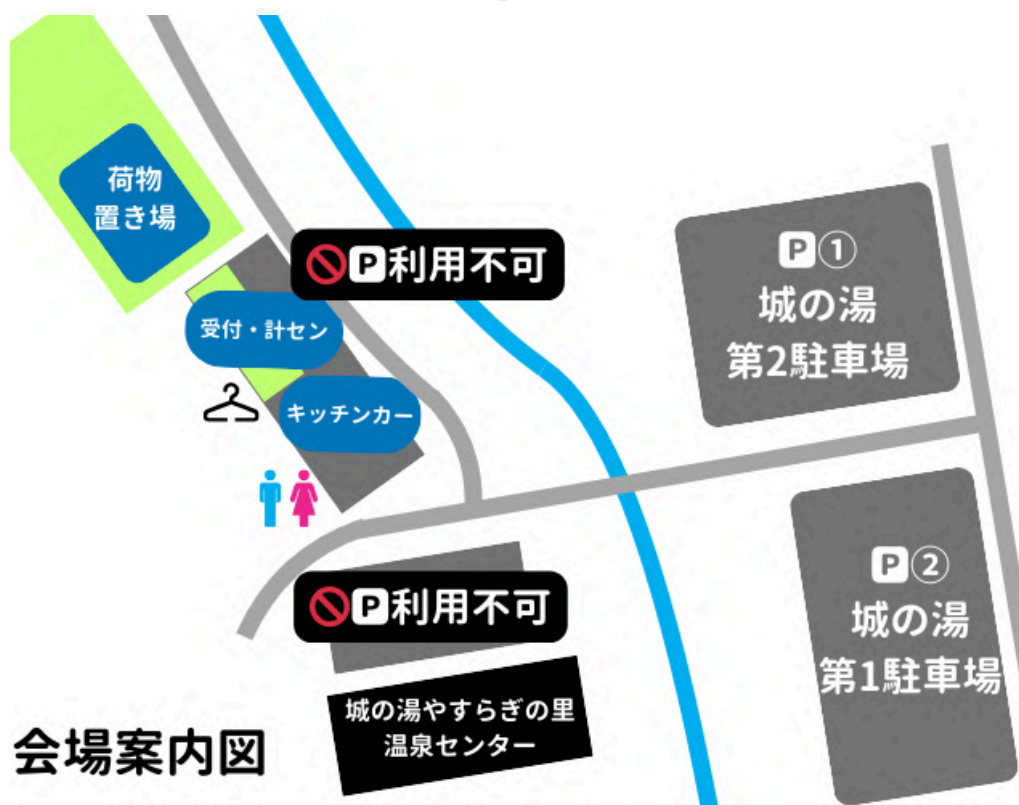 荷物
置き場
🚫P利用不可
受付・計セン
キッチンカー
P①
城の湯
第2駐車場
P②
城の湯
第1駐車場
🚫P利用不可
城の湯やすらぎの里
温泉センター
会場案内図